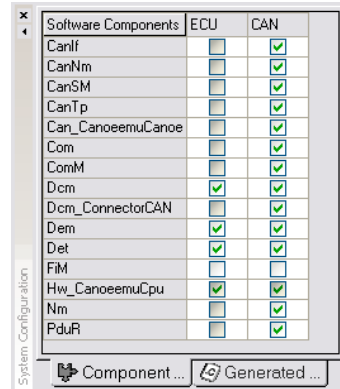 Software Components ECU CAN
CanIf
CanNm
CanSM
CanTp
Can_CanoeemuCanoe
Com
ComM
Dcm
Dcm_ConnectorCAN
Dem
Det
FiM
Hw_CanoeemuCpu
Nm
PduR
System Configuration
Component ... Generated ...